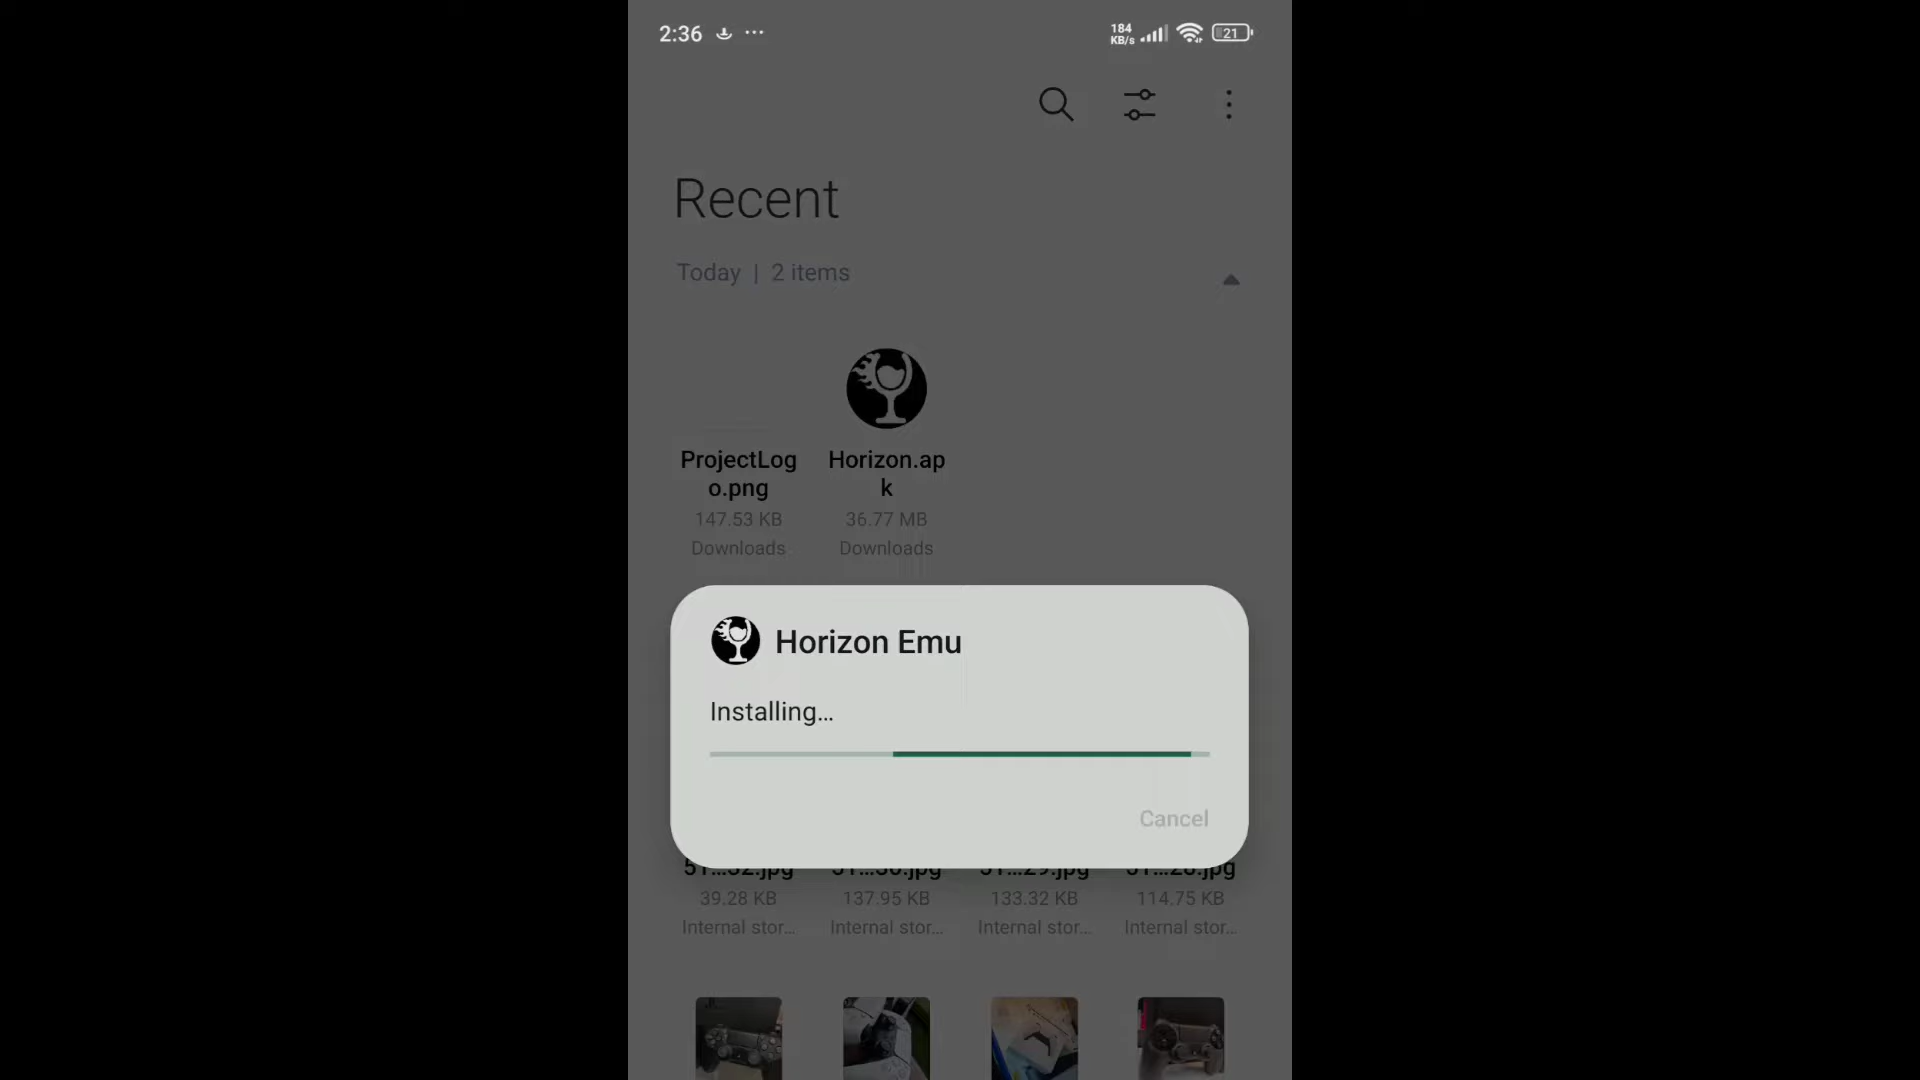 2:36
184
KB/s
21
Recent
Today | 2 items
ProjectLog
o.png
147.53 KB
Downloads
Horizon.ap
k
36.77 MB
Downloads
Horizon Emu
Installing...
Cancel
39.28 KB
137.95 KB
133.32 KB
114.75 KB
Internal stor...
Internal stor...
Internal stor...
Internal stor...